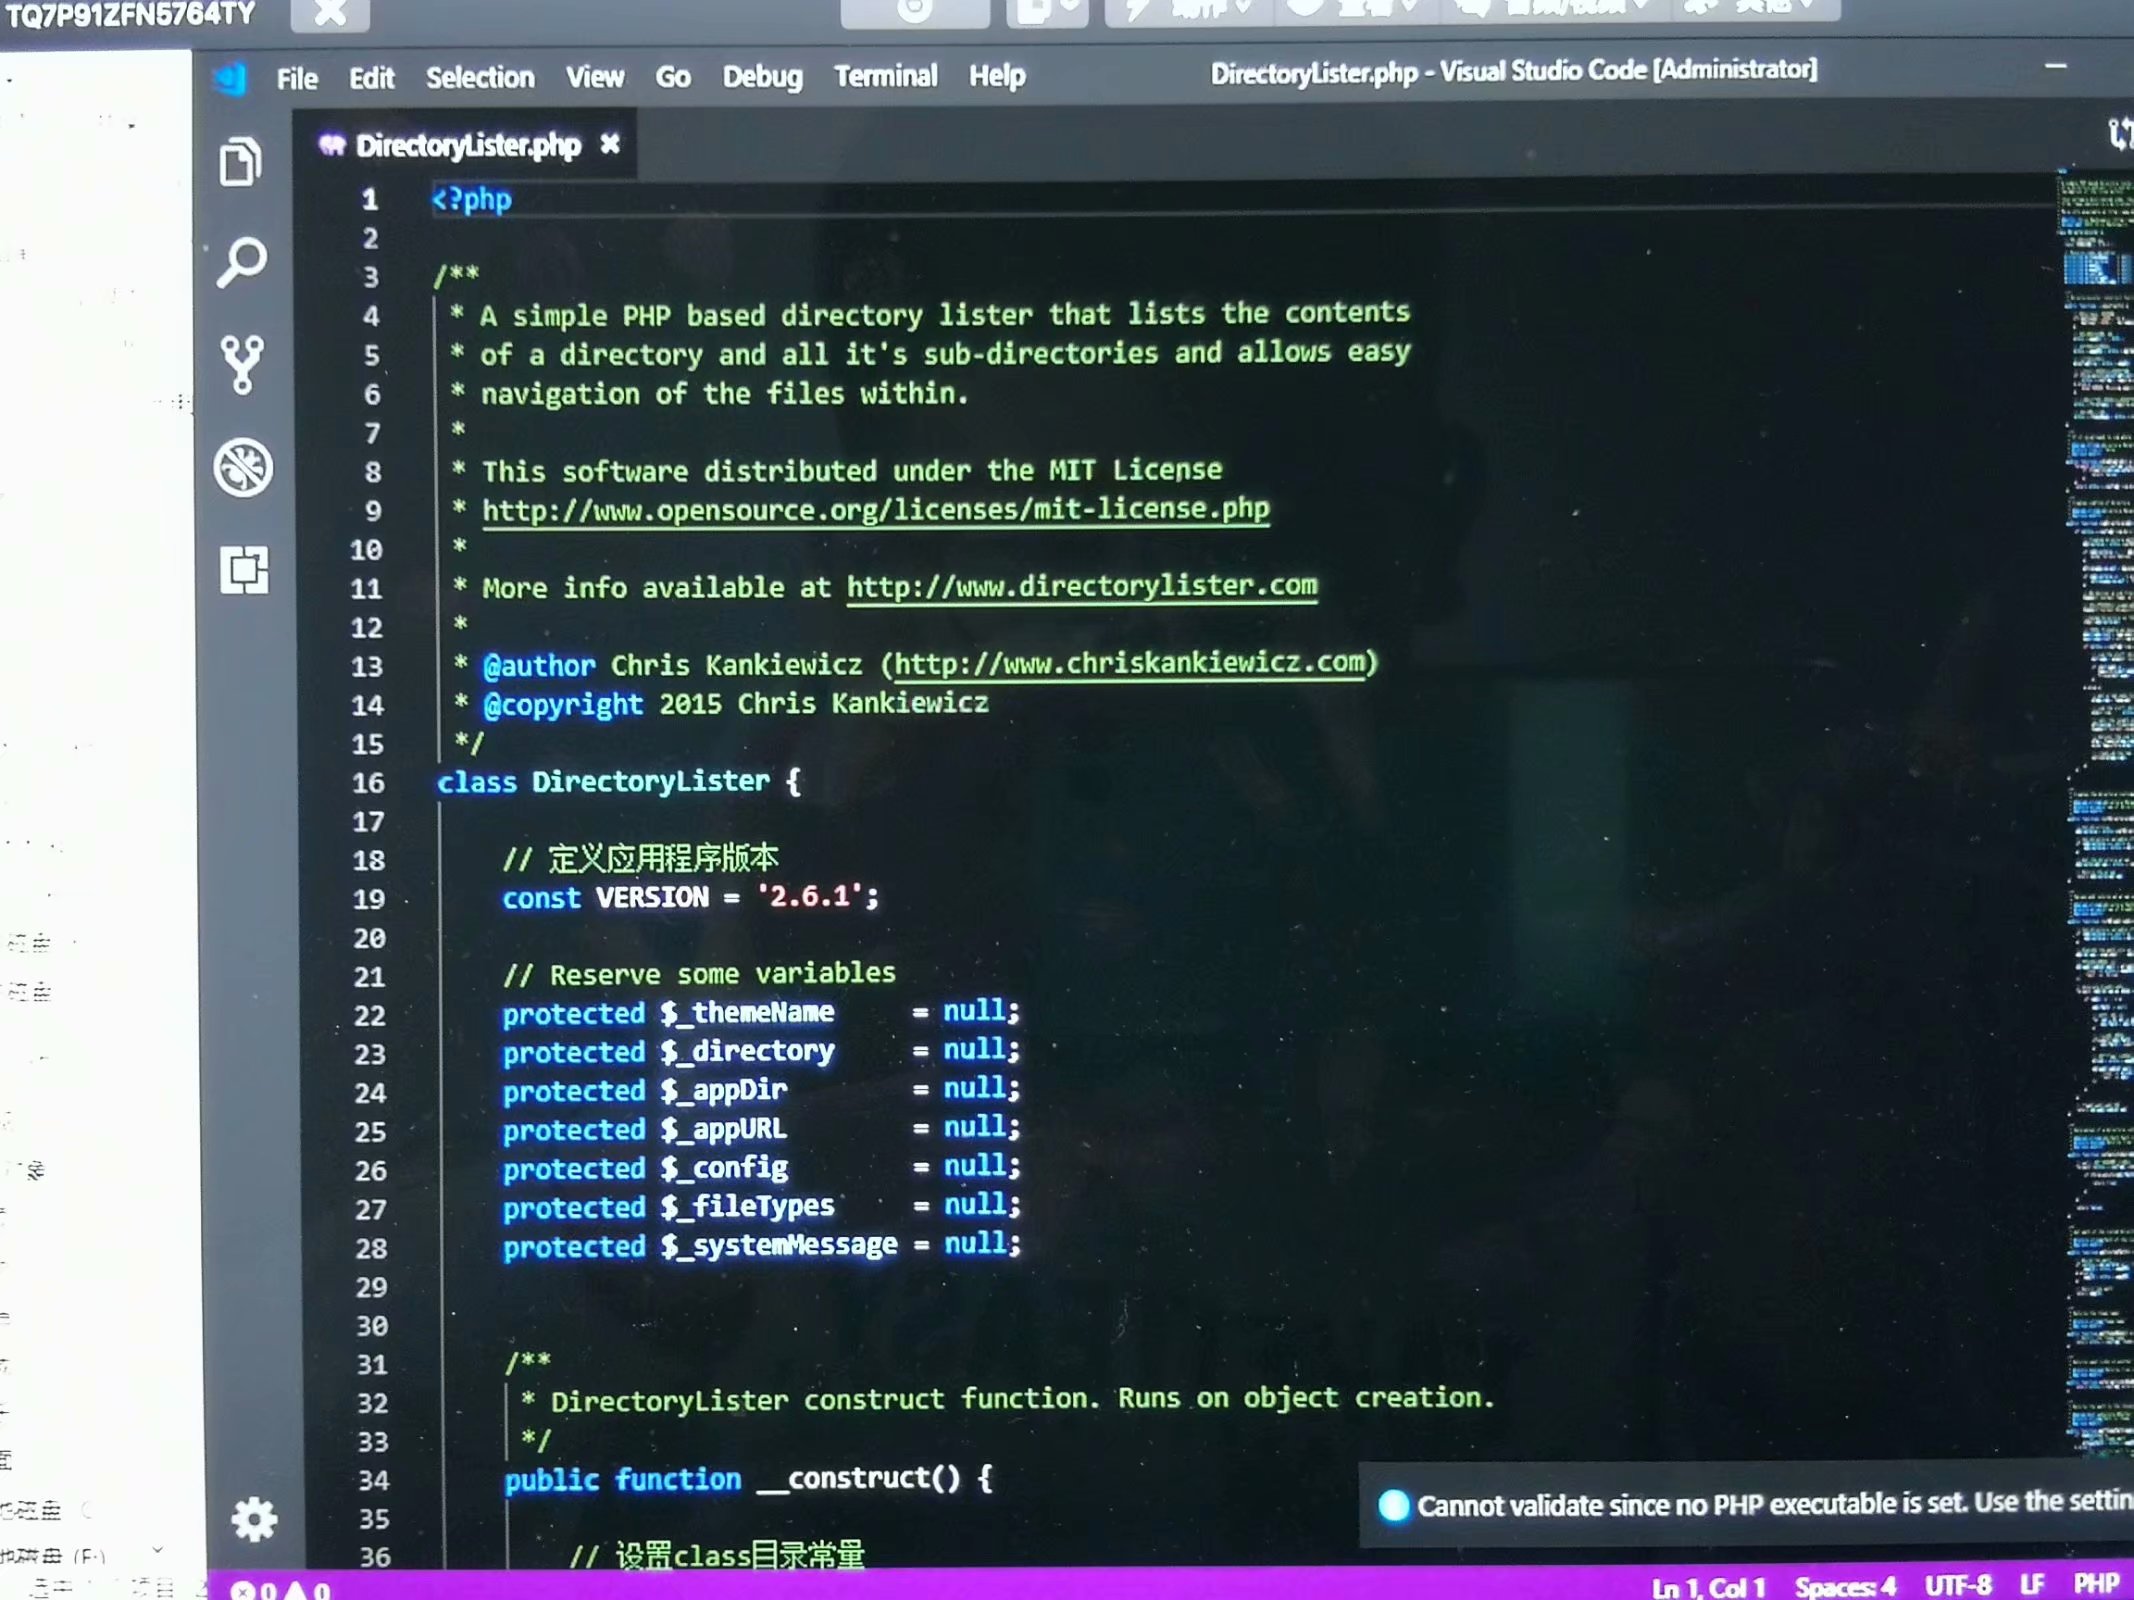 TQ7P91ZFN5764TY
File Edit Selection View Go Debug Terminal Help DirectoryLister.php - Visual Studio Code [Administrator]
DirectoryLister.php
1 <?php
2
3 /**
4 * A simple PHP based directory lister that lists the contents
5 * of a directory and all it's sub-directories and allows easy
6 * navigation of the files within.
7 *
8 * This software distributed under the MIT License
9 * http://www.opensource.org/licenses/mit-license.php
10 *
11 * More info available at http://www.directorylister.com
12 *
13 * @author Chris Kankiewicz (http://www.chriskankiewicz.com)
14 * @copyright 2015 Chris Kankiewicz
15 */
16 class DirectoryLister {
17
18 // 定义应用程序版本
19 const VERSION = '2.6.1';
20
21 // Reserve some variables
22 protected $_themeName = null;
23 protected $_directory = null;
24 protected $_appDir = null;
25 protected $_appURL = null;
26 protected $_config = null;
27 protected $_fileTypes = null;
28 protected $_systemMessage = null;
29
30
31 /**
32 * DirectoryLister construct function. Runs on object creation.
33 */
34 public function __construct() {
35
36 // 设置class目录常量
Cannot validate since no PHP executable is set. Use the settin
0 0 Ln 1, Col 1 Spaces: 4 UTF-8 LF PHP